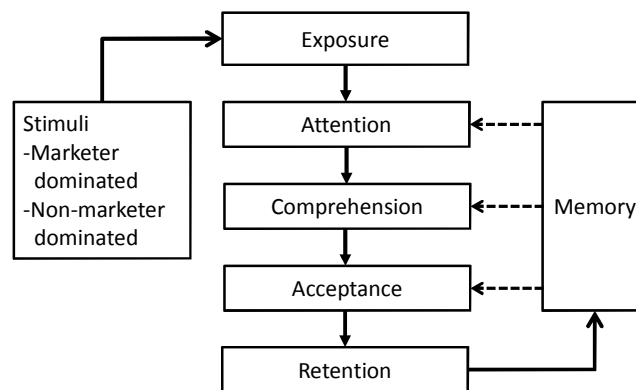 Exposure
Stimuli
-Marketer
dominated
-Non-marketer
dominated
Attention
Comprehension
Memory
Acceptance
Retention